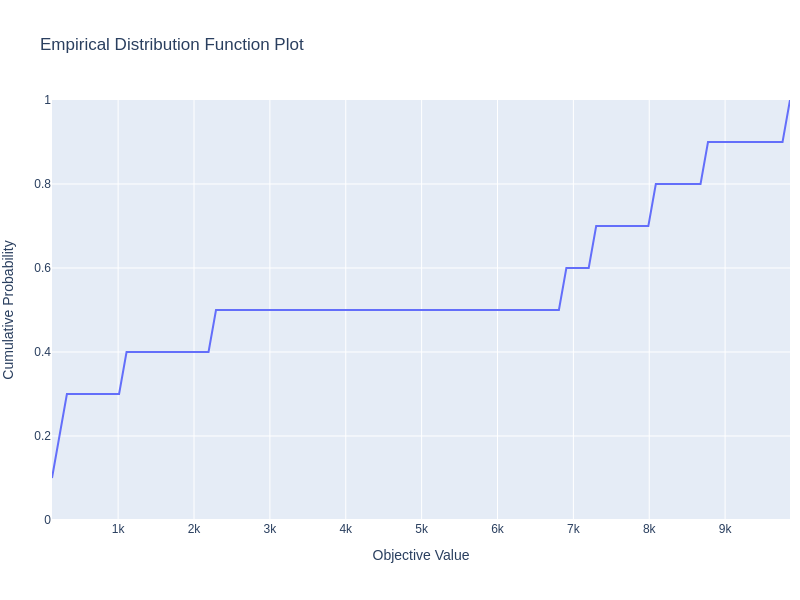 Empirical Distribution Function Plot
1
0.8
0.6
0.4
0.2
0
Cumulative Probability
1k 2k 3k 4k 5k 6k 7k 8k 9k
Objective Value